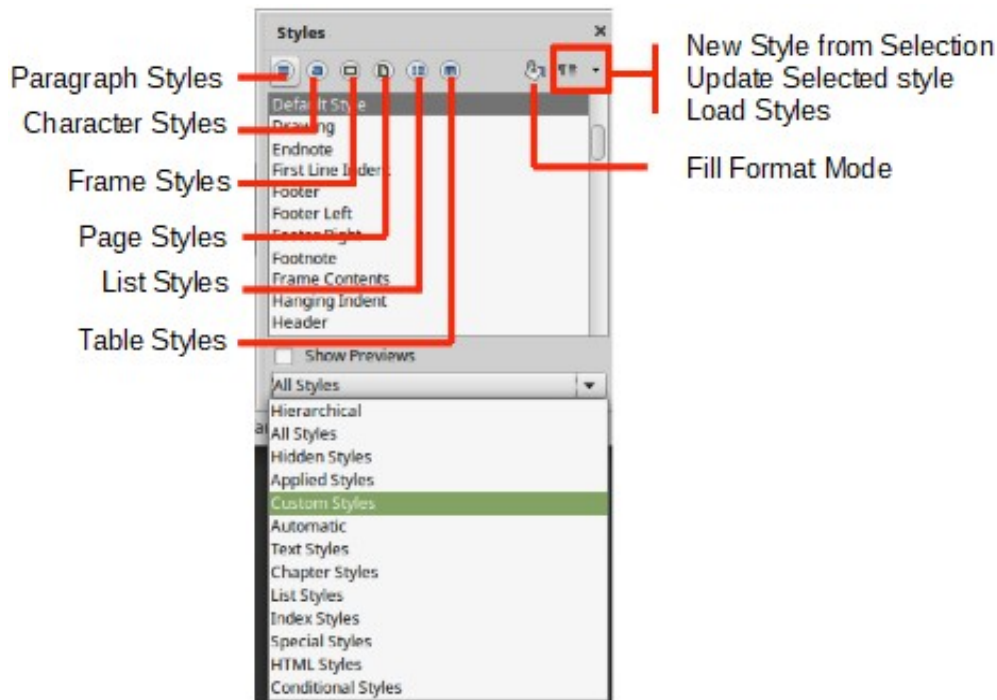 Styles
New Style from Selection
Update Selected style
Load Styles
Paragraph Styles
Character Styles
Frame Styles
Page Styles
List Styles
Table Styles
Fill Format Mode
Default Style
Drawing
Endnote
First Line Indent
Footer
Footer Left
Footer Right
Footnote
Frame Contents
Hanging Indent
Header
Show Previews
All Styles
Hierarchical
All Styles
Hidden Styles
Applied Styles
Custom Styles
Automatic
Text Styles
Chapter Styles
List Styles
Index Styles
Special Styles
HTML Styles
Conditional Styles